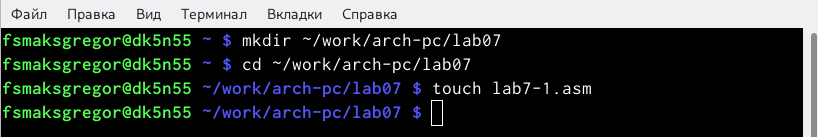 Файл Правка Вид Терминал Вкладки Справка
fsmaksgregor@dk5n55 ~ $ mkdir ~/work/arch-pc/lab07
fsmaksgregor@dk5n55 ~ $ cd ~/work/arch-pc/lab07
fsmaksgregor@dk5n55 ~/work/arch-pc/lab07 $ touch lab7-1.asm
fsmaksgregor@dk5n55 ~/work/arch-pc/lab07 $